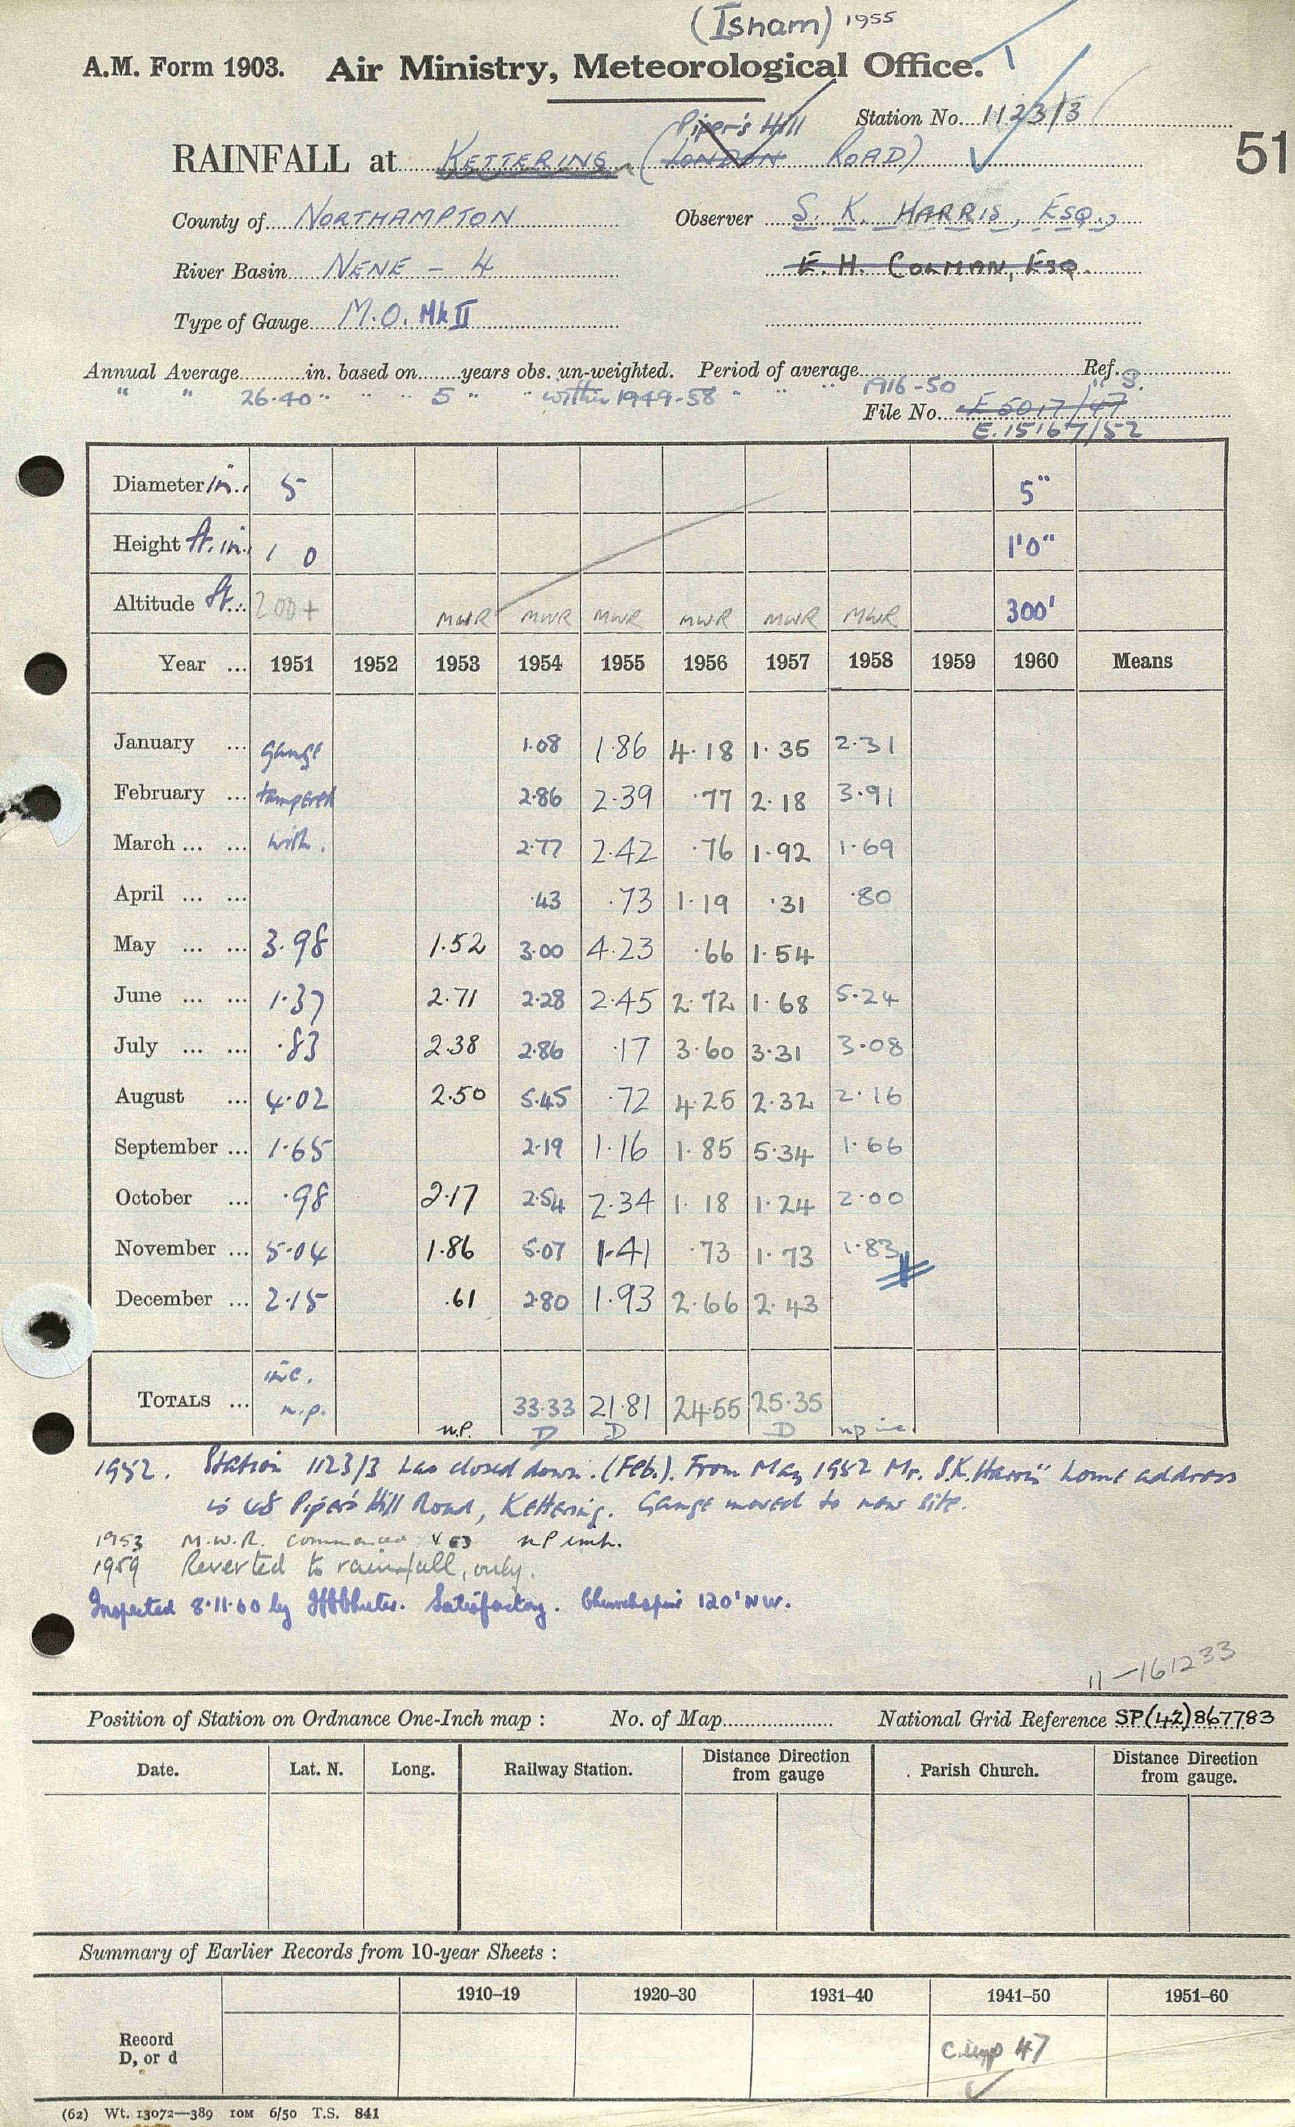 (Isham) 1955
A.M. Form 1903. Air Ministry, Meteorological Office. 1
Piper's Hill
Station No. 1123/3
51
RAINFALL at KETTERING (LONDON ROAD)
County of NORTHAMPTON Observer S. K. HARRIS, ESQ.,
River Basin NENE - 4 E. H. COLMAN, ESQ.
Type of Gauge M.O. Mk II
Annual Average............in. based on.......years obs. un-weighted. Period of average............Ref. S.
" " 26.40 " " " 5 " " within 1949-58 " " " 1916-50 "
File No. E 5017/47
E.15167/52
Diameter in. 5 5"
Height ft. in. 1 0 1'0"
Altitude ft. 200+ MWR MWR MWR MWR MWR MWR 300'
Year ... 1951 1952 1953 1954 1955 1956 1957 1958 1959 1960 Means
January ... gauge 1.08 1.86 4.18 1.35 2.31
February ... tampered 2.86 2.39 .77 2.18 3.91
March ... ... with. 2.77 2.42 .76 1.92 1.69
April ... ... .43 .73 1.19 .31 .80
May ... ... 3.98 1.52 3.00 4.23 .66 1.54
June ... ... 1.37 2.71 2.28 2.45 2.72 1.68 5.24
July ... ... .83 2.38 2.86 .17 3.60 3.31 3.08
August ... 4.02 2.50 5.45 .72 4.25 2.32 2.16
September ... 1.65 2.19 1.16 1.85 5.34 1.66
October ... .98 2.17 2.54 2.34 1.18 1.24 2.00
November ... 5.04 1.86 5.07 1.41 .73 1.73 1.83
December ... 2.15 .61 2.80 1.93 2.66 2.43
inc.
TOTALS ... n.p. 33.33 21.81 24.55 25.35
n.p. D D D np inc.
1952. Station 1123/3 has closed down. (Feb.). From May 1952 Mr. S.K. Harris' home address
is 68 Piper's Hill Road, Kettering. Gauge moved to new site.
1953 M.W.R. commenced V 53 n.p.
1959 Reverted to rainfall, only.
Inspected 8.11.60 by Satisfactory. 120' NW.
11-161233
Position of Station on Ordnance One-Inch map : No. of Map.................... National Grid Reference SP(42)867783
Date. Lat. N. Long. Railway Station. Distance Direction from gauge Parish Church. Distance Direction from gauge.
Summary of Earlier Records from 10-year Sheets :
1910–19 1920–30 1931–40 1941–50 1951–60
Record
D, or d
47
(62) Wt. 13072—389 10M 6/50 T.S. 841